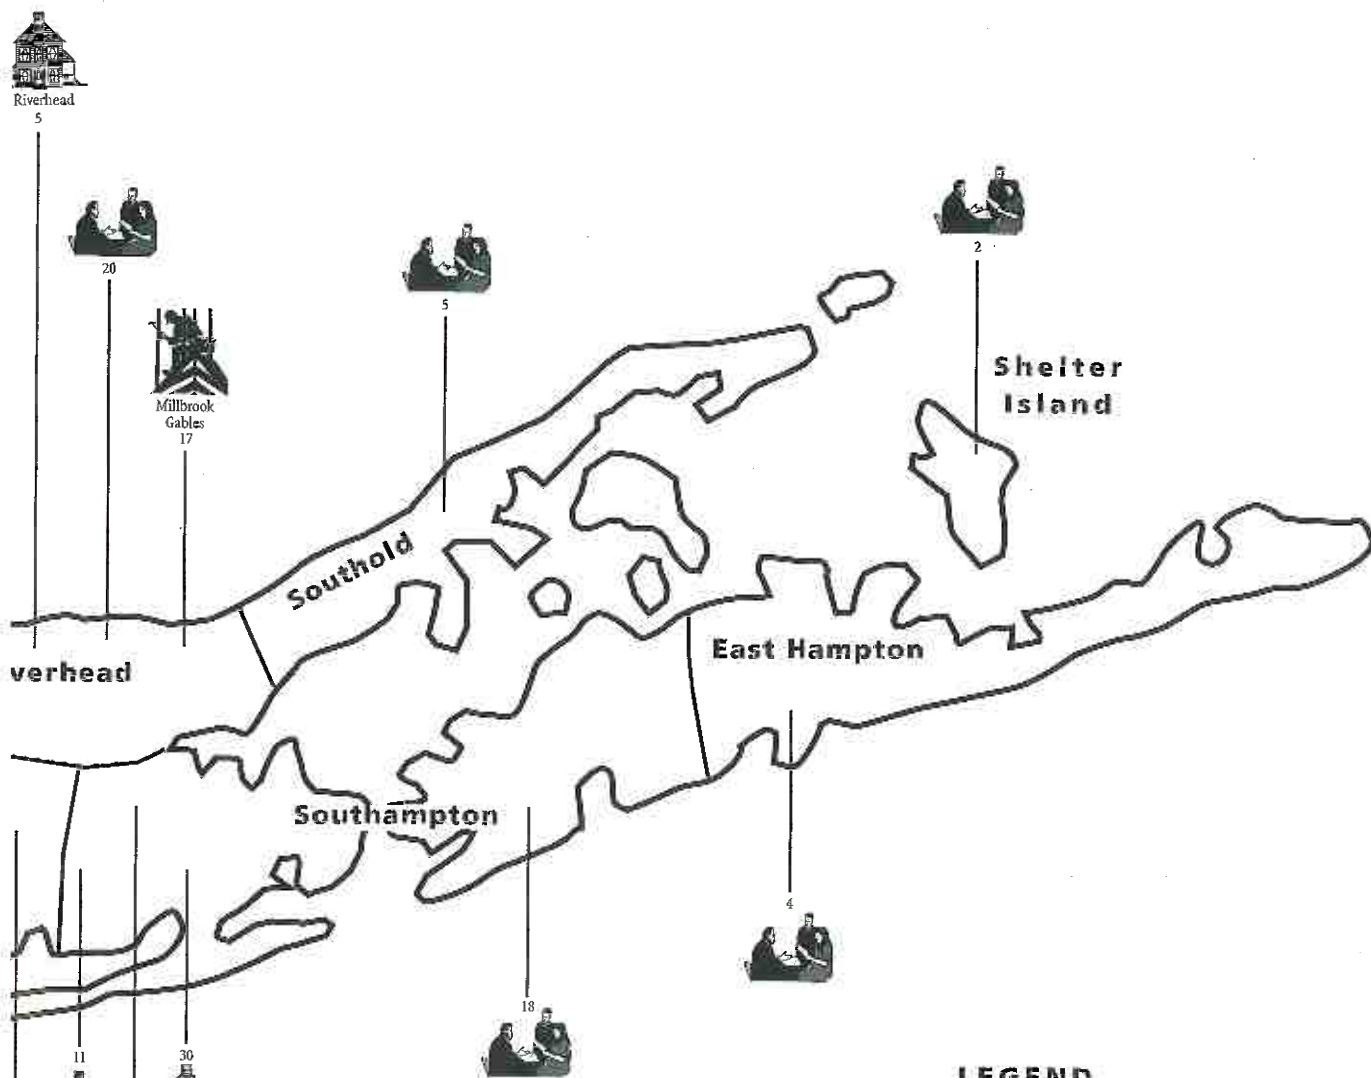 Riverhead
5
20
5
2
Millbrook
Gables
17
Shelter
Island
Southold
East Hampton
verhead
Southampton
4
18
11
30
LEGEND